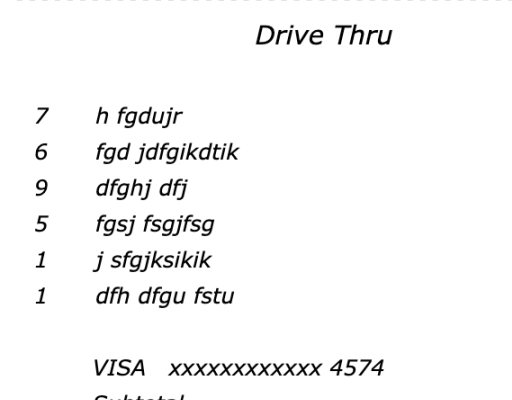 Drive Thru
7 h fgdujr
6 fgd jdfgikdtik
9 dfghj dfj
5 fgsj fsgjfsg
1 j sfgjksikik
1 dfh dfgu fstu
VISA xxxxxxxxxxxx 4574